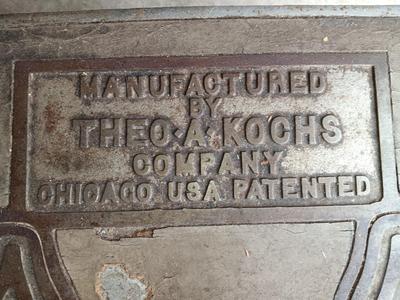 MANUFACTURED
BY
THEO.A.KOCHS
COMPANY
CHICAGO USA PATENTED